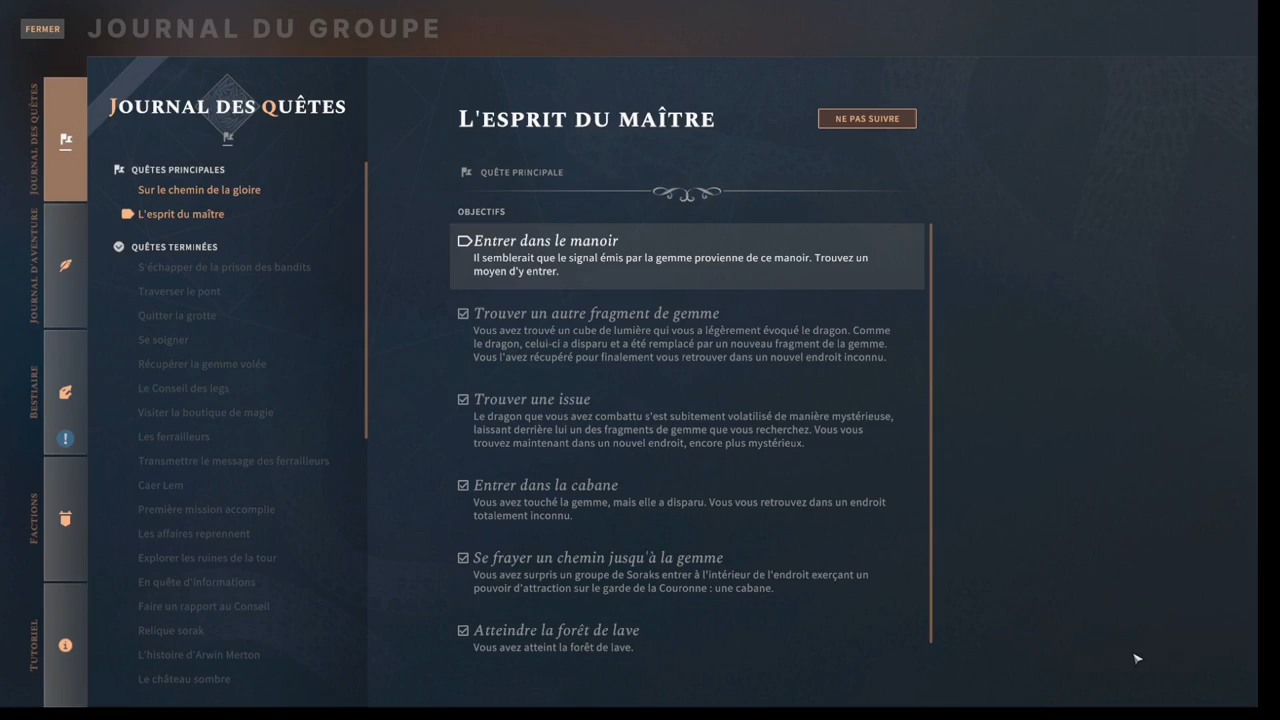 FERMER
JOURNAL DU GROUPE
JOURNAL DES QUÊTES
JOURNAL D'AVENTURE
BESTIAIRE
FACTIONS
TUTORIEL
JOURNAL DES QUÊTES
QUÊTES PRINCIPALES
Sur le chemin de la gloire
L'esprit du maître
QUÊTES TERMINÉES
S'échapper de la prison des bandits
Traverser le pont
Quitter la grotte
Se soigner
Récupérer la gemme volée
Le Conseil des legs
Visiter la boutique de magie
Les ferrailleurs
Transmettre le message des ferrailleurs
Caer Lem
Première mission accomplie
Les affaires reprennent
Explorer les ruines de la tour
En quête d'informations
Faire un rapport au Conseil
Relique sorak
L'histoire d'Arwin Merton
Le château sombre
L'ESPRIT DU MAÎTRE
NE PAS SUIVRE
QUÊTE PRINCIPALE
OBJECTIFS
Entrer dans le manoir
Il semblerait que le signal émis par la gemme provienne de ce manoir. Trouvez un
moyen d'y entrer.
Trouver un autre fragment de gemme
Vous avez trouvé un cube de lumière qui vous a légèrement évoqué le dragon. Comme
le dragon, celui-ci a disparu et a été remplacé par un nouveau fragment de la gemme.
Vous l'avez récupéré pour finalement vous retrouver dans un nouvel endroit inconnu.
Trouver une issue
Le dragon que vous avez combattu s'est subitement volatilisé de manière mystérieuse,
laissant derrière lui un des fragments de gemme que vous recherchez. Vous vous
trouvez maintenant dans un nouvel endroit, encore plus mystérieux.
Entrer dans la cabane
Vous avez touché la gemme, mais elle a disparu. Vous vous retrouvez dans un endroit
totalement inconnu.
Se frayer un chemin jusqu'à la gemme
Vous avez surpris un groupe de Soraks entrer à l'intérieur de l'endroit exerçant un
pouvoir d'attraction sur le garde de la Couronne : une cabane.
Atteindre la forêt de lave
Vous avez atteint la forêt de lave.